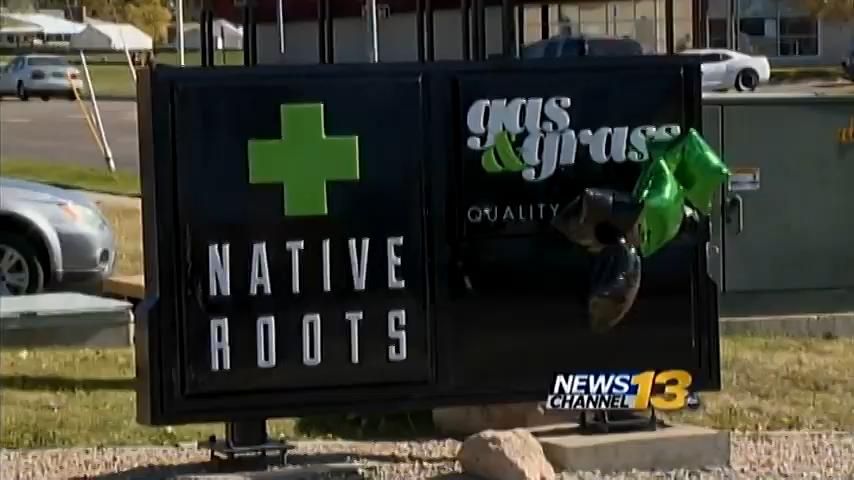 NATIVE
ROOTS
gas
&grass
QUALITY
NEWS 13
CHANNEL